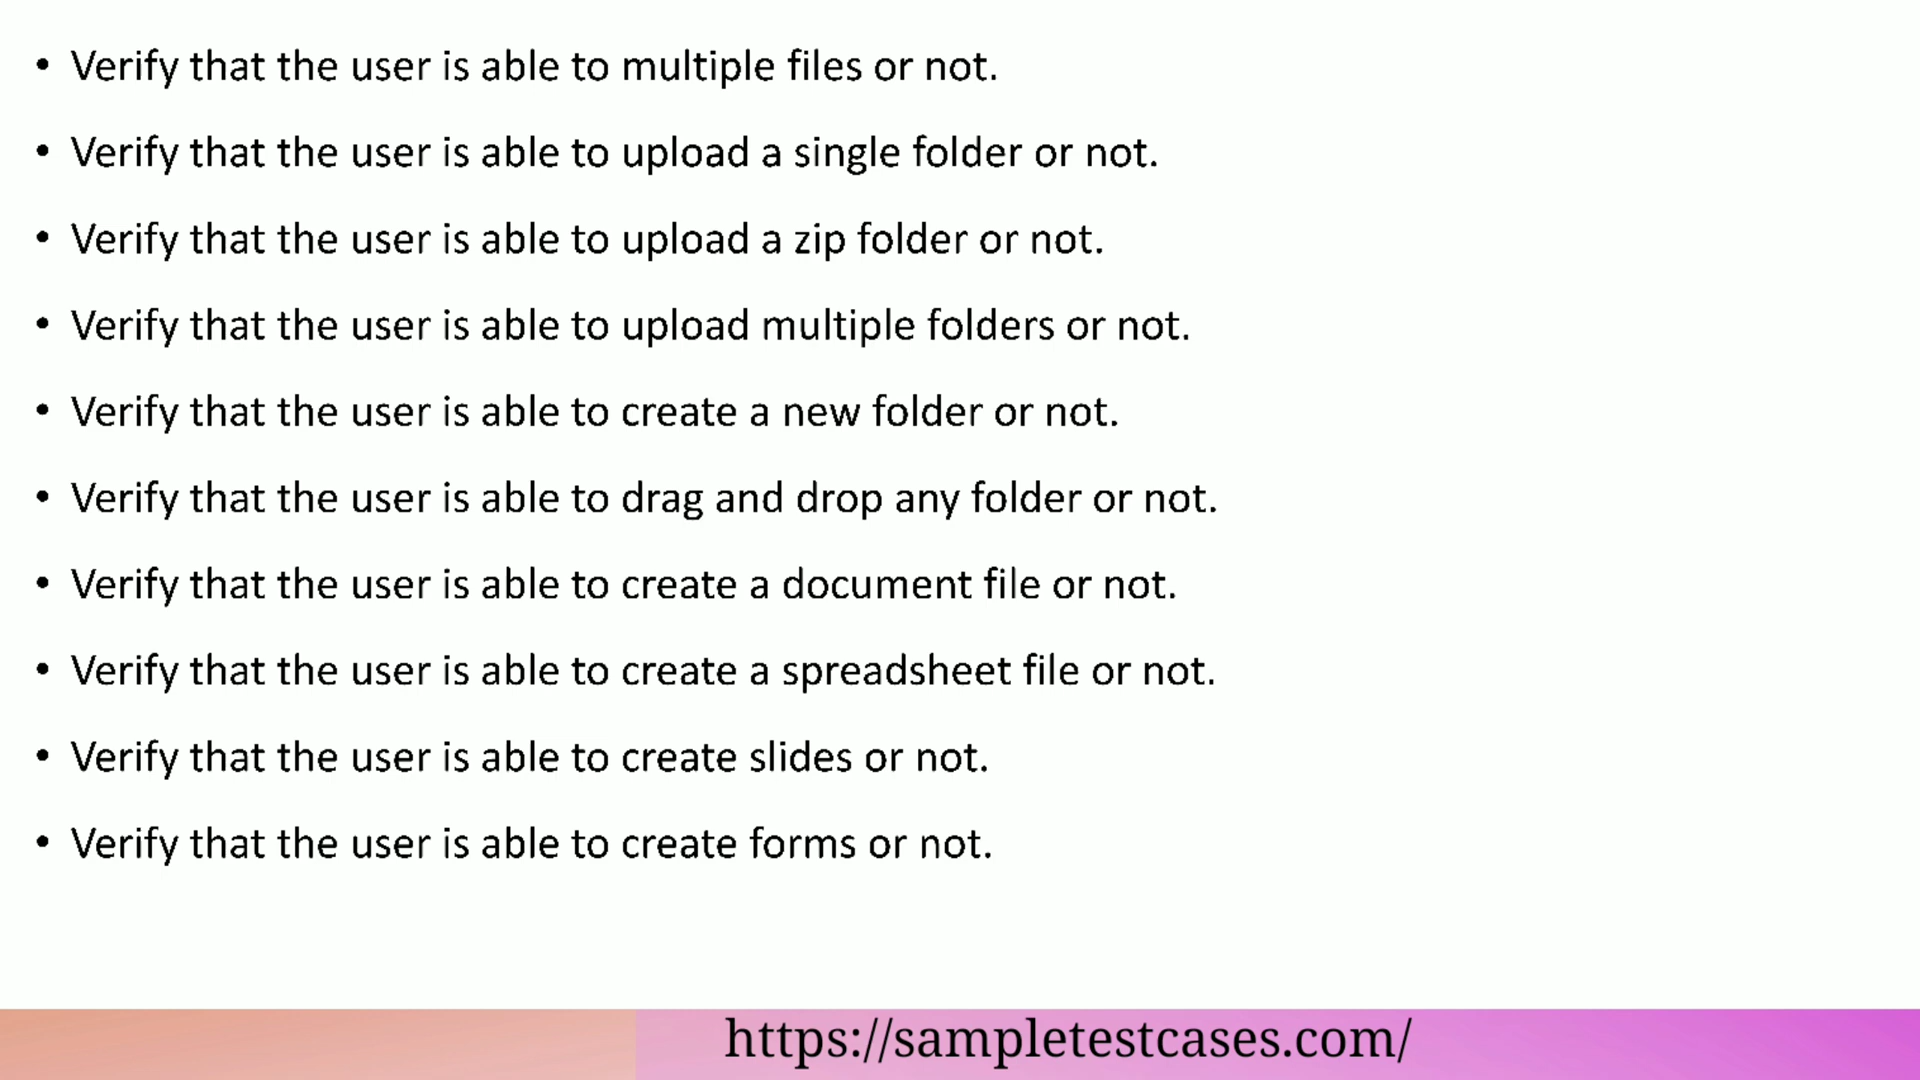 • Verify that the user is able to multiple files or not.
• Verify that the user is able to upload a single folder or not.
• Verify that the user is able to upload a zip folder or not.
• Verify that the user is able to upload multiple folders or not.
• Verify that the user is able to create a new folder or not.
• Verify that the user is able to drag and drop any folder or not.
• Verify that the user is able to create a document file or not.
• Verify that the user is able to create a spreadsheet file or not.
• Verify that the user is able to create slides or not.
• Verify that the user is able to create forms or not.
https://sampletestcases.com/